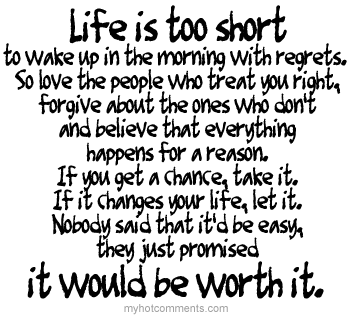 Life is too short
to wake up in the morning with regrets.
So love the people who treat you right,
forgive about the ones who don't
and believe that everything
happens for a reason.
If you get a chance, take it.
If it changes your life, let it.
Nobody said that it'd be easy,
they just promised
it would be worth it.
myhotcomments.com